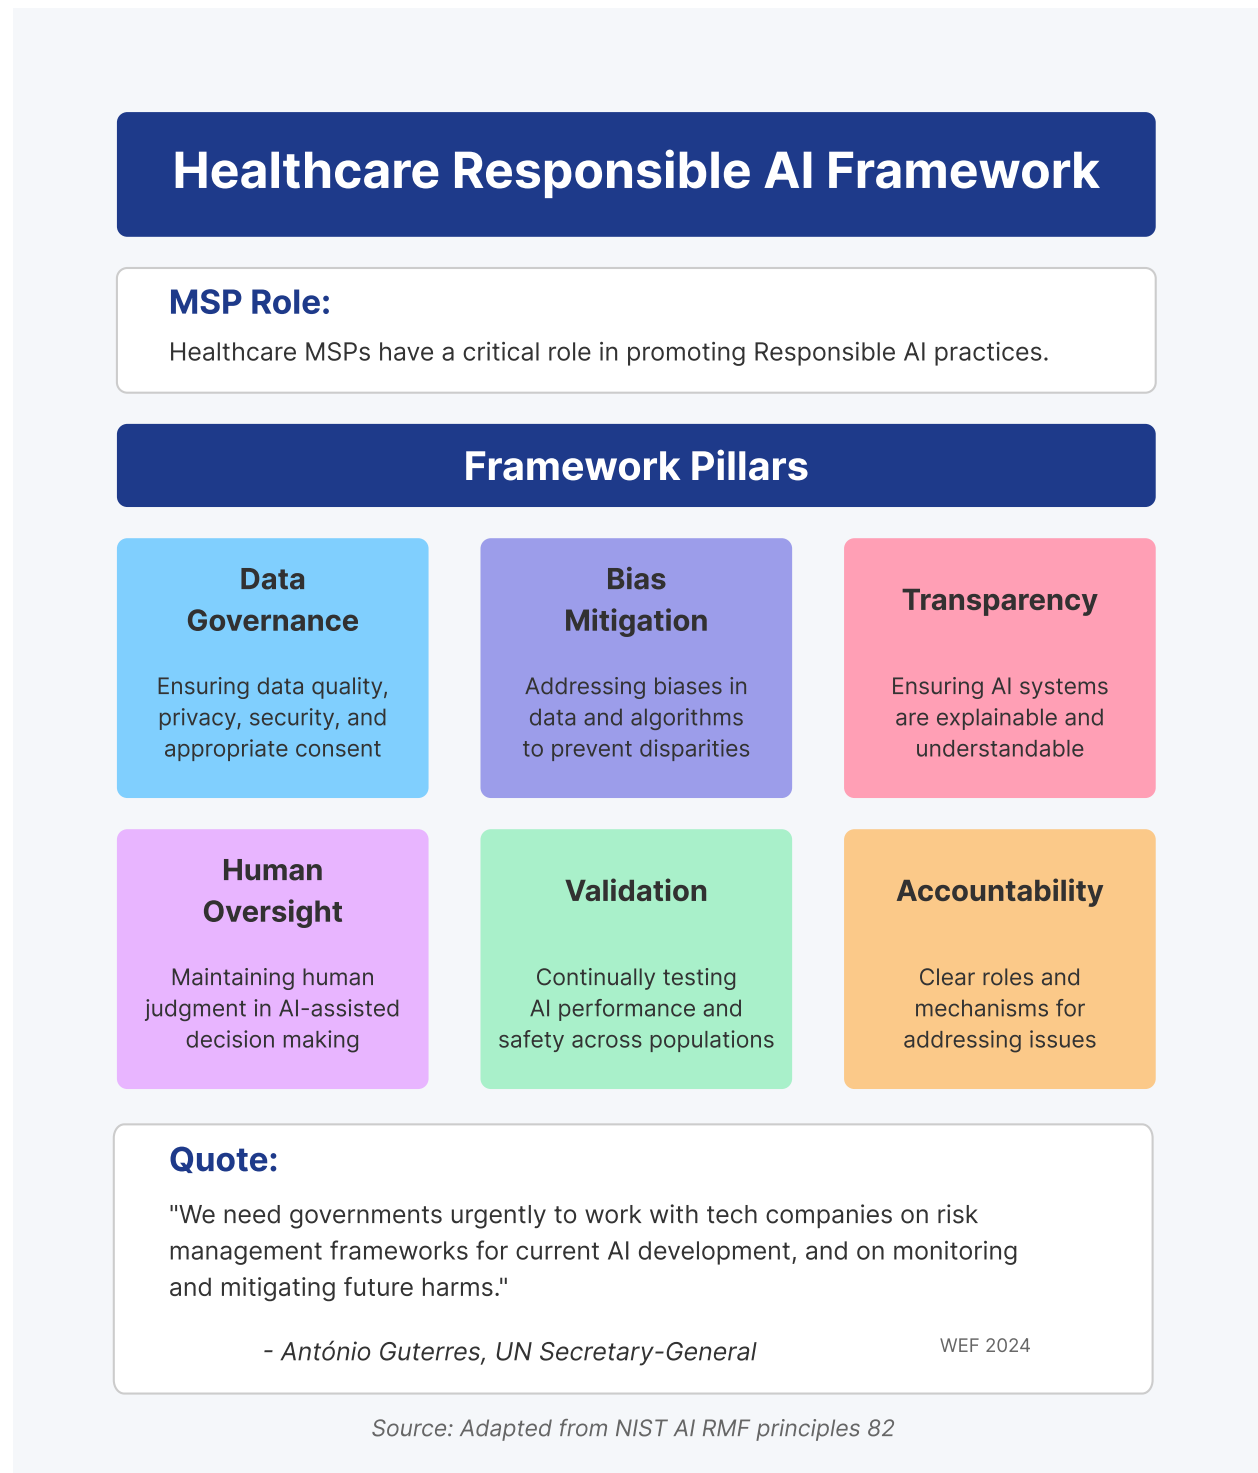 Healthcare Responsible AI Framework
MSP Role:
Healthcare MSPs have a critical role in promoting Responsible AI practices.
Framework Pillars
Data
Governance
Ensuring data quality,
privacy, security, and
appropriate consent
Bias
Mitigation
Addressing biases in
data and algorithms
to prevent disparities
Transparency
Ensuring AI systems
are explainable and
understandable
Human
Oversight
Maintaining human
judgment in AI-assisted
decision making
Validation
Continually testing
AI performance and
safety across populations
Accountability
Clear roles and
mechanisms for
addressing issues
Quote:
"We need governments urgently to work with tech companies on risk
management frameworks for current AI development, and on monitoring
and mitigating future harms."
- António Guterres, UN Secretary-General
WEF 2024
Source: Adapted from NIST AI RMF principles 82